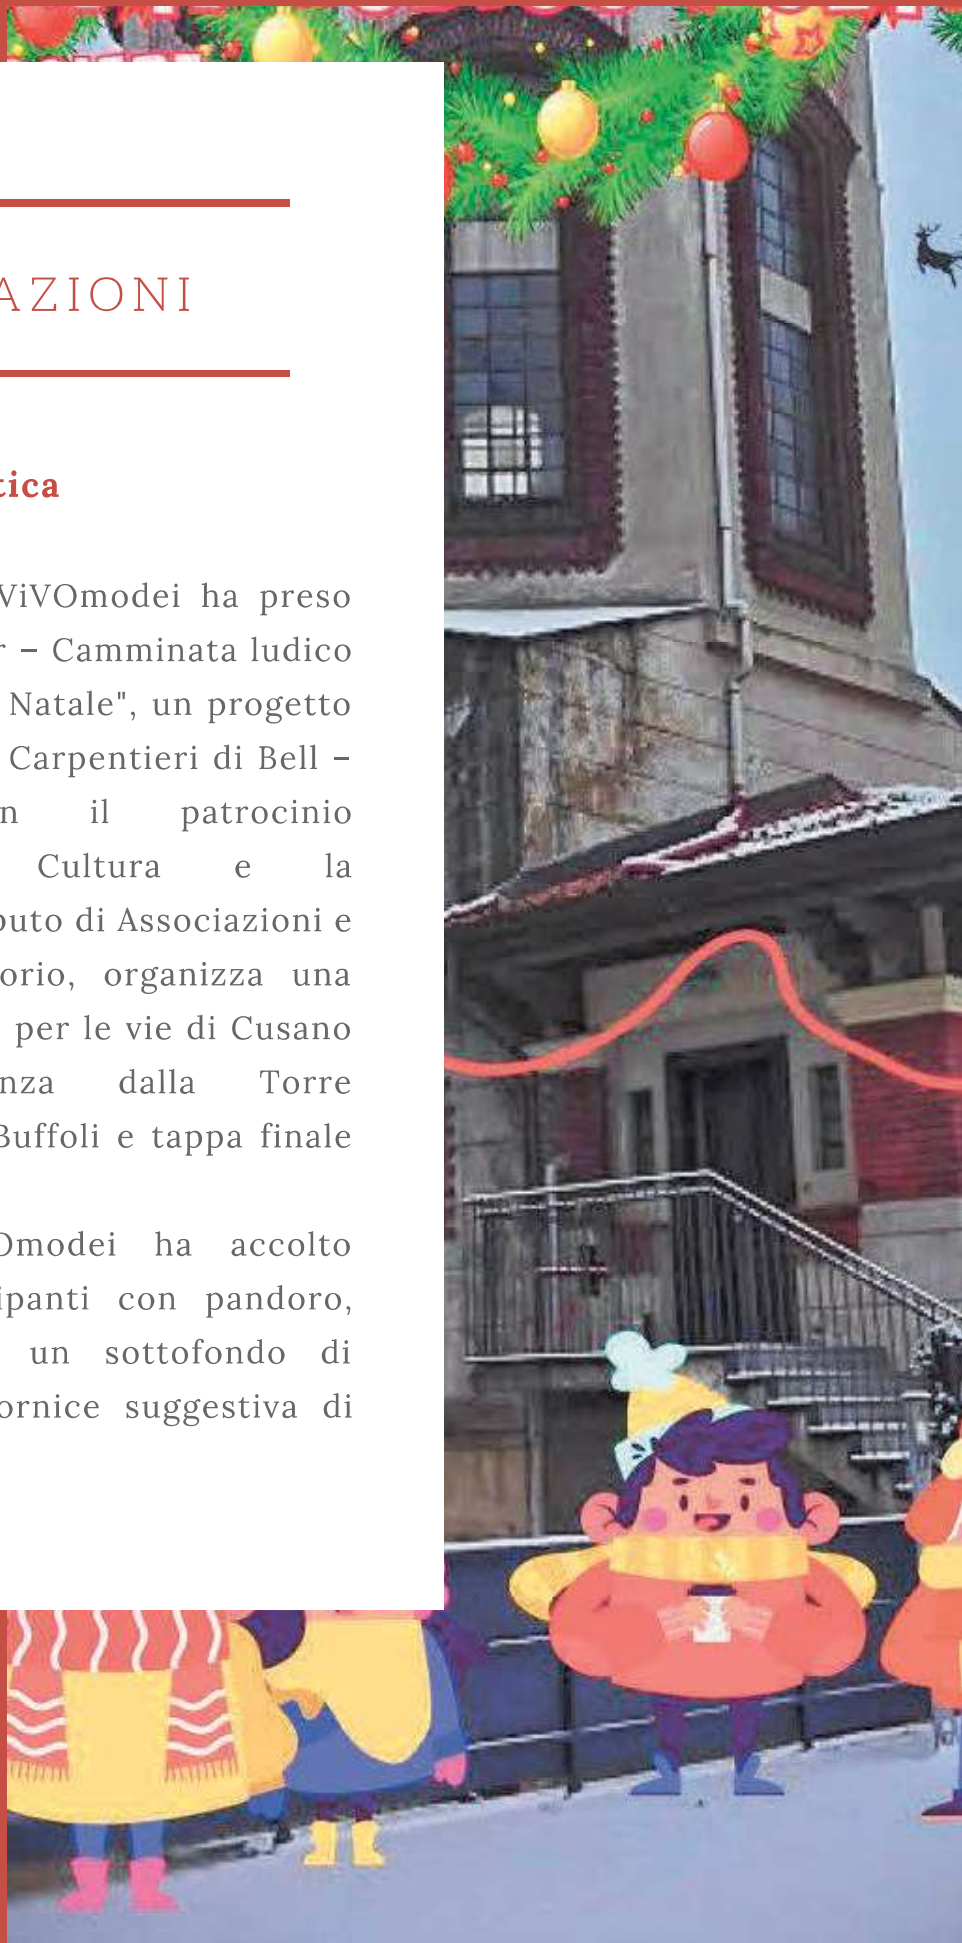 AZIONI
tica
ViVOmodei ha preso
r – Camminata ludico
Natale", un progetto
Carpentieri di Bell –
n il patrocinio
Cultura e la
outo di Associazioni e
orio, organizza una
per le vie di Cusano
nza dalla Torre
Buffoli e tappa finale
Omodei ha accolto
ipanti con pandoro,
un sottofondo di
ornice suggestiva di